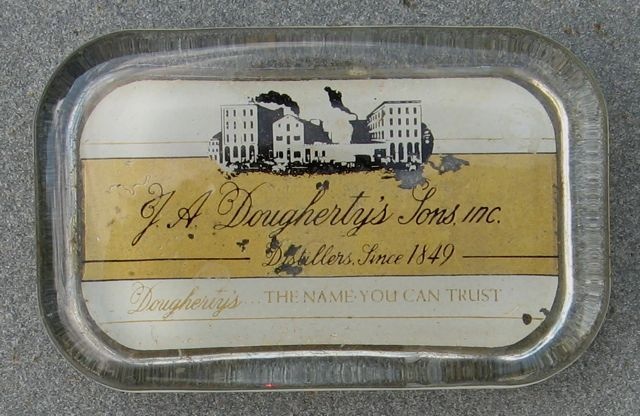 J. A. Dougherty's Sons, inc.
Distillers, Since 1849
Dougherty's... THE NAME YOU CAN TRUST